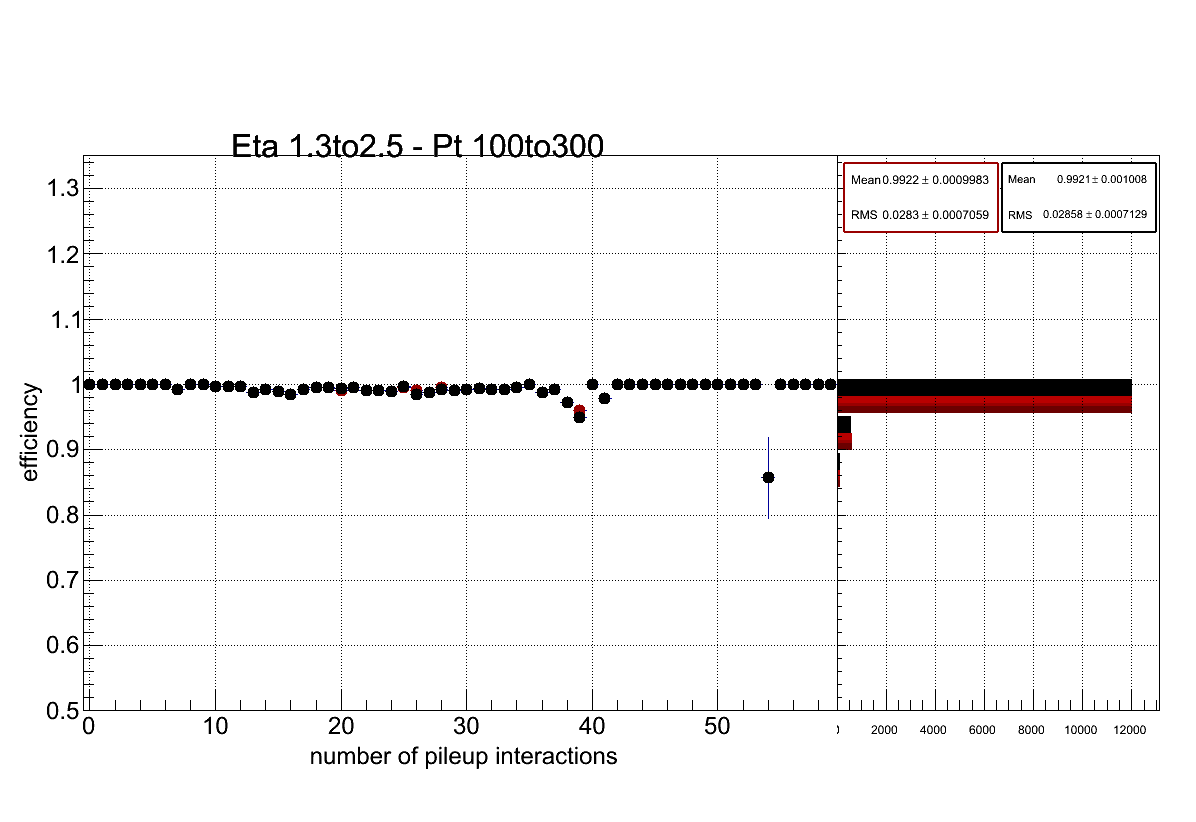 Eta 1.3to2.5 - Pt 100to300
Mean 0.9922 ± 0.0009983
RMS 0.0283 ± 0.0007059
Mean 0.9921 ± 0.001008
RMS 0.02858 ± 0.0007129
1.3
1.2
1.1
1
0.9
0.8
0.7
0.6
0.5
efficiency
0 10 20 30 40 50
number of pileup interactions
2000 4000 6000 8000 10000 12000